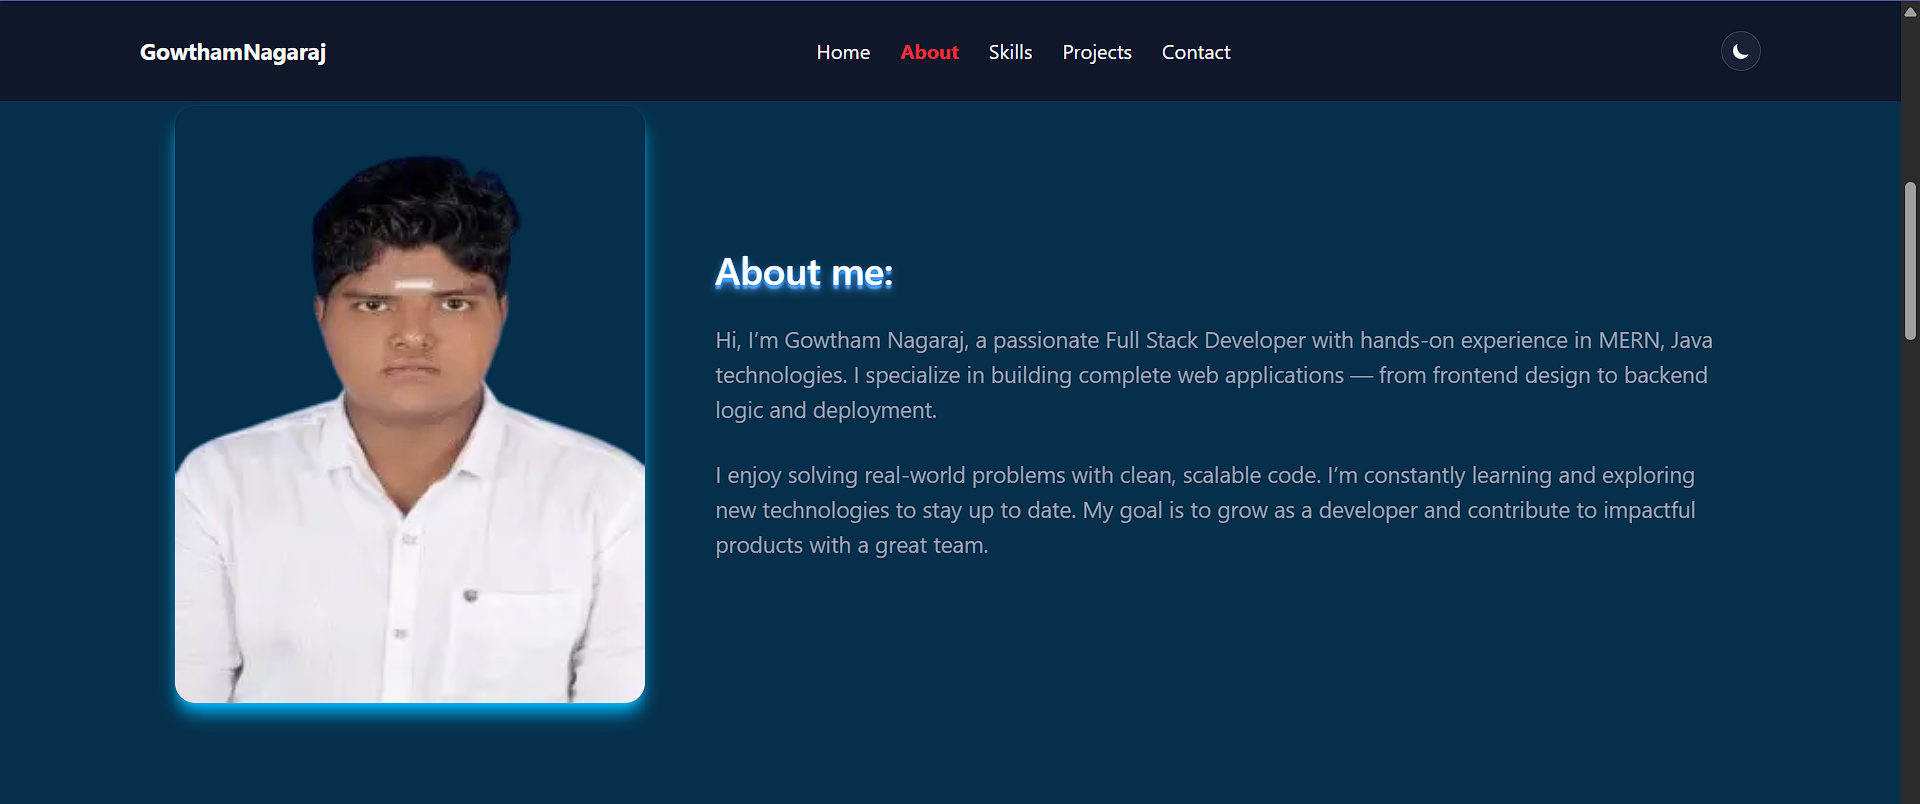 GowthamNagaraj
Home
About
Skills
Projects
Contact
About me:
Hi, I’m Gowtham Nagaraj, a passionate Full Stack Developer with hands-on experience in MERN, Java
technologies. I specialize in building complete web applications — from frontend design to backend
logic and deployment.
I enjoy solving real-world problems with clean, scalable code. I’m constantly learning and exploring
new technologies to stay up to date. My goal is to grow as a developer and contribute to impactful
products with a great team.